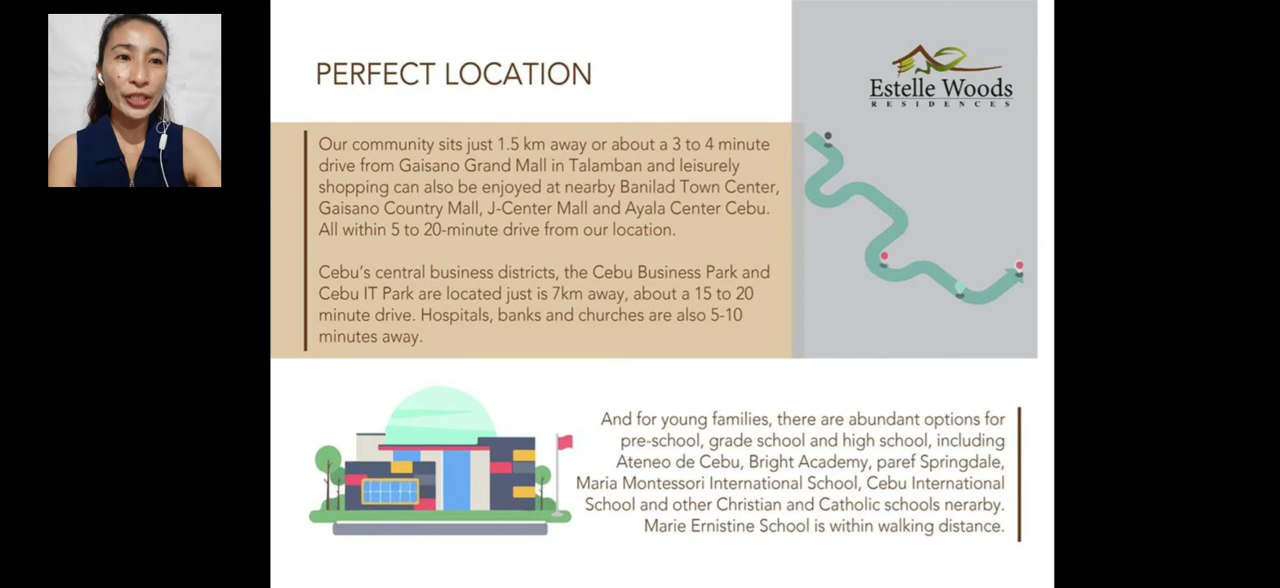 PERFECT LOCATION
Estelle Woods
RESIDENCES
Our community sits just 1.5 km away or about a 3 to 4 minute
drive from Gaisano Grand Mall in Talamban and leisurely
shopping can also be enjoyed at nearby Banilad Town Center,
Gaisano Country Mall, J-Center Mall and Ayala Center Cebu.
All within 5 to 20-minute drive from our location.
Cebu's central business districts, the Cebu Business Park and
Cebu IT Park are located just is 7km away, about a 15 to 20
minute drive. Hospitals, banks and churches are also 5-10
minutes away.
And for young families, there are abundant options for
pre-school, grade school and high school, including
Ateneo de Cebu, Bright Academy, paref Springdale,
Maria Montessori International School, Cebu International
School and other Christian and Catholic schools nerarby.
Marie Ernistine School is within walking distance.